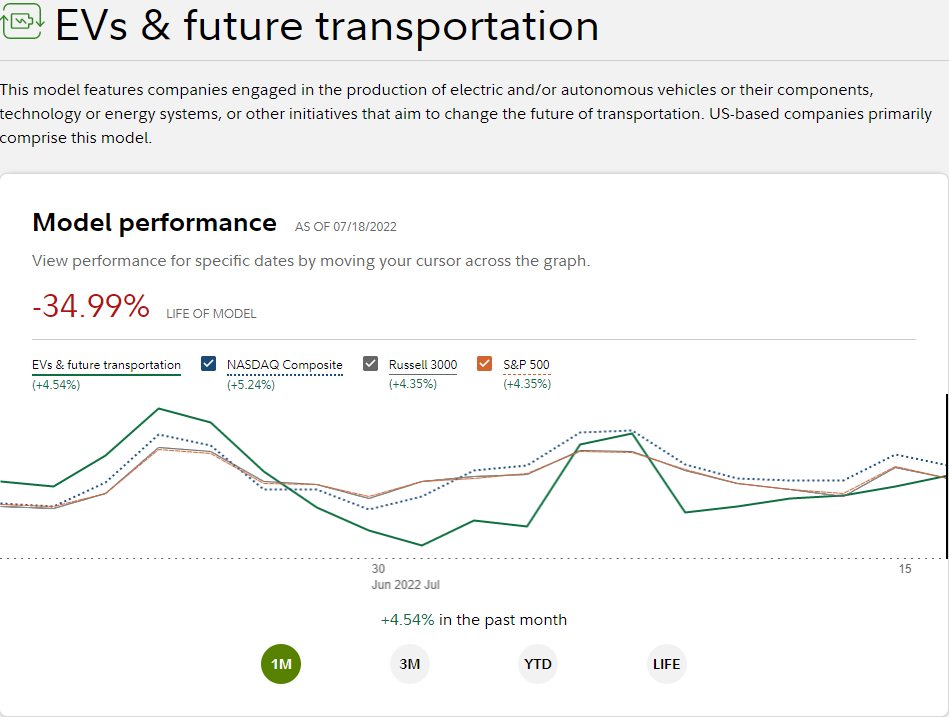 EVs & future transportation
This model features companies engaged in the production of electric and/or autonomous vehicles or their components,
technology or energy systems, or other initiatives that aim to change the future of transportation. US-based companies primarily
comprise this model.
Model performance AS OF 07/18/2022
View performance for specific dates by moving your cursor across the graph.
-34.99% LIFE OF MODEL
EVs & future transportation NASDAQ Composite Russell 3000 S&P 500
(+4.54%) (+5.24%) (+4.35%) (+4.35%)
30 15
Jun 2022 Jul
+4.54% in the past month
1M 3M YTD LIFE